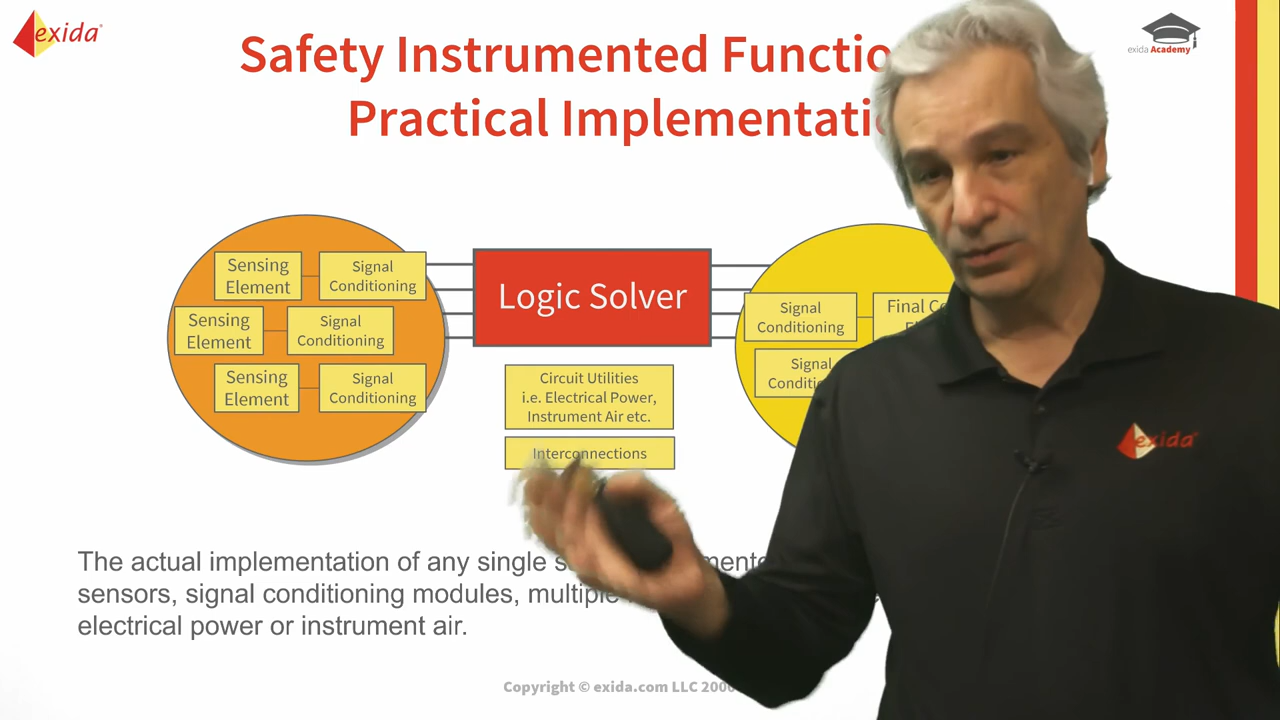 exida
exida Academy
Safety Instrumented Functio
Practical Implementati
Sensing
Element
Signal
Conditioning
Sensing
Element
Signal
Conditioning
Sensing
Element
Signal
Conditioning
Logic Solver
Circuit Utilities
i.e. Electrical Power,
Instrument Air etc.
Interconnections
Signal
Conditioning
Final Co
Signal
Conditio
The actual implementation of any single s
sensors, signal conditioning modules, multiple
electrical power or instrument air.
Copyright © exida.com LLC 200
exida